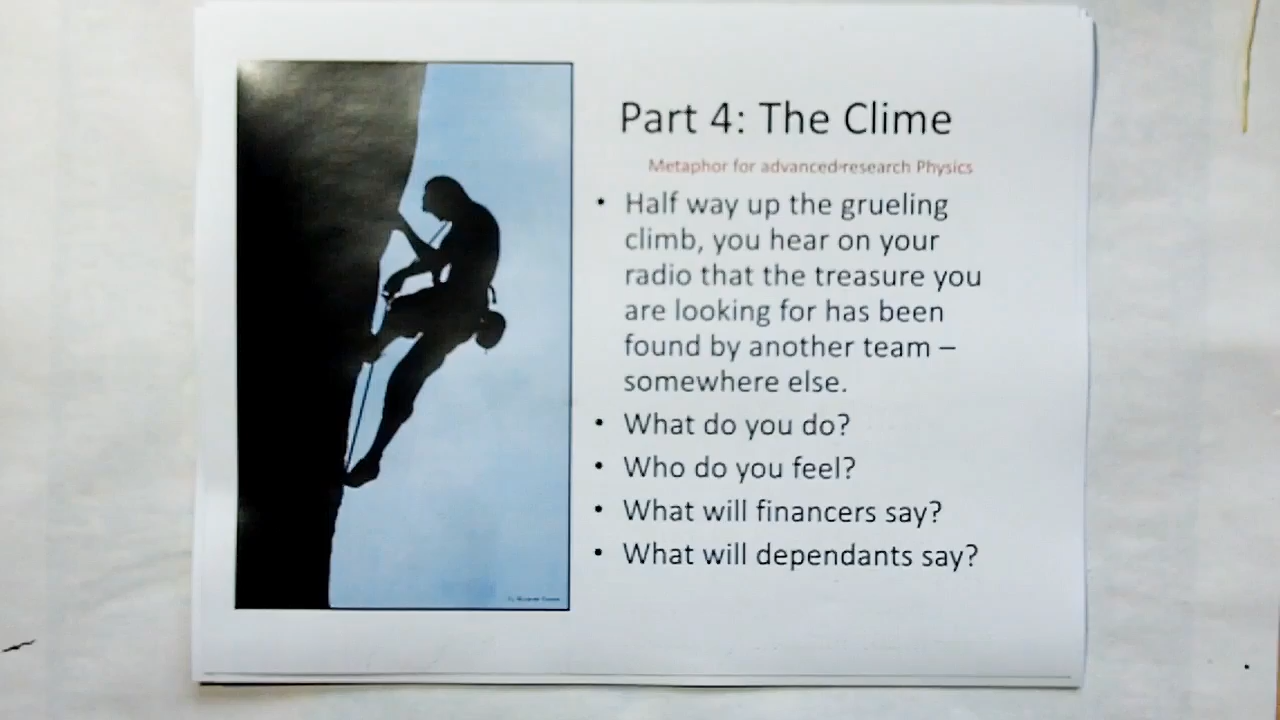 Part 4: The Clime
Metaphor for advanced research Physics
• Half way up the grueling
climb, you hear on your
radio that the treasure you
are looking for has been
found by another team –
somewhere else.
• What do you do?
• Who do you feel?
• What will financers say?
• What will dependants say?